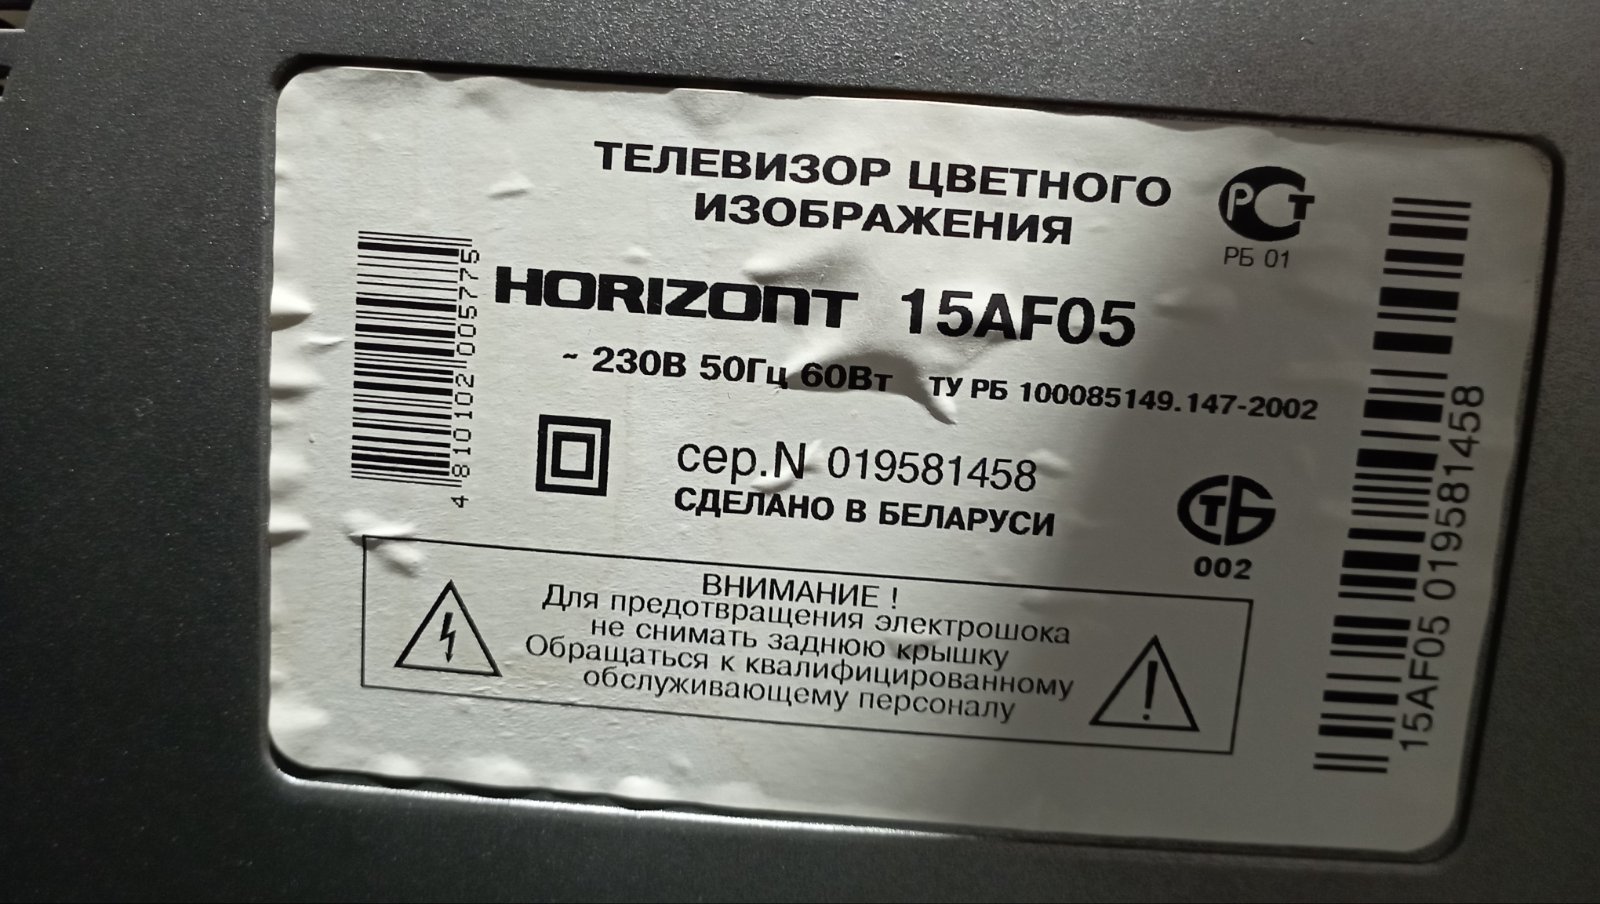 ТЕЛЕВИЗОР ЦВЕТНОГО
ИЗОБРАЖЕНИЯ
РСТ
РБ 01
HORIZONT 15AF05
~ 230В 50Гц 60Вт ТУ РБ 100085149.147-2002
4 810102 005775
сер.N 019581458
СДЕЛАНО В БЕЛАРУСИ
СТБ
002
ВНИМАНИЕ !
Для предотвращения электрошока
не снимать заднюю крышку
Обращаться к квалифицированному
обслуживающему персоналу
15AF05 019581458